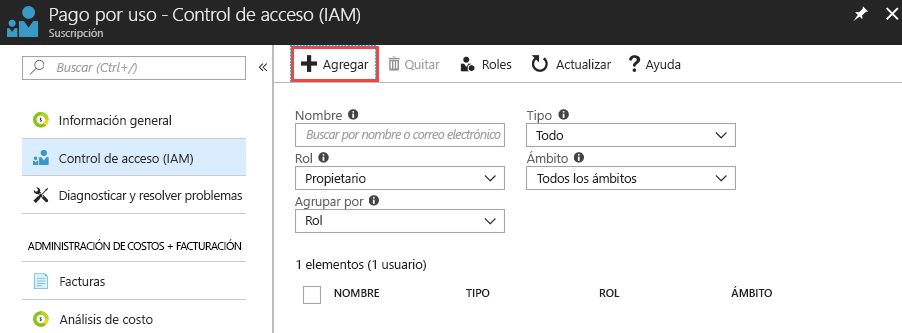 Pago por uso - Control de acceso (IAM)
Suscripción
Buscar (Ctrl+/)
Información general
Control de acceso (IAM)
Diagnosticar y resolver problemas
ADMINISTRACIÓN DE COSTOS + FACTURACIÓN
Facturas
Análisis de costo
Agregar Quitar Roles Actualizar Ayuda
Nombre Tipo
Buscar por nombre o correo electrónico Todo
Rol Ámbito
Propietario Todos los ámbitos
Agrupar por
Rol
1 elementos (1 usuario)
NOMBRE TIPO ROL ÁMBITO